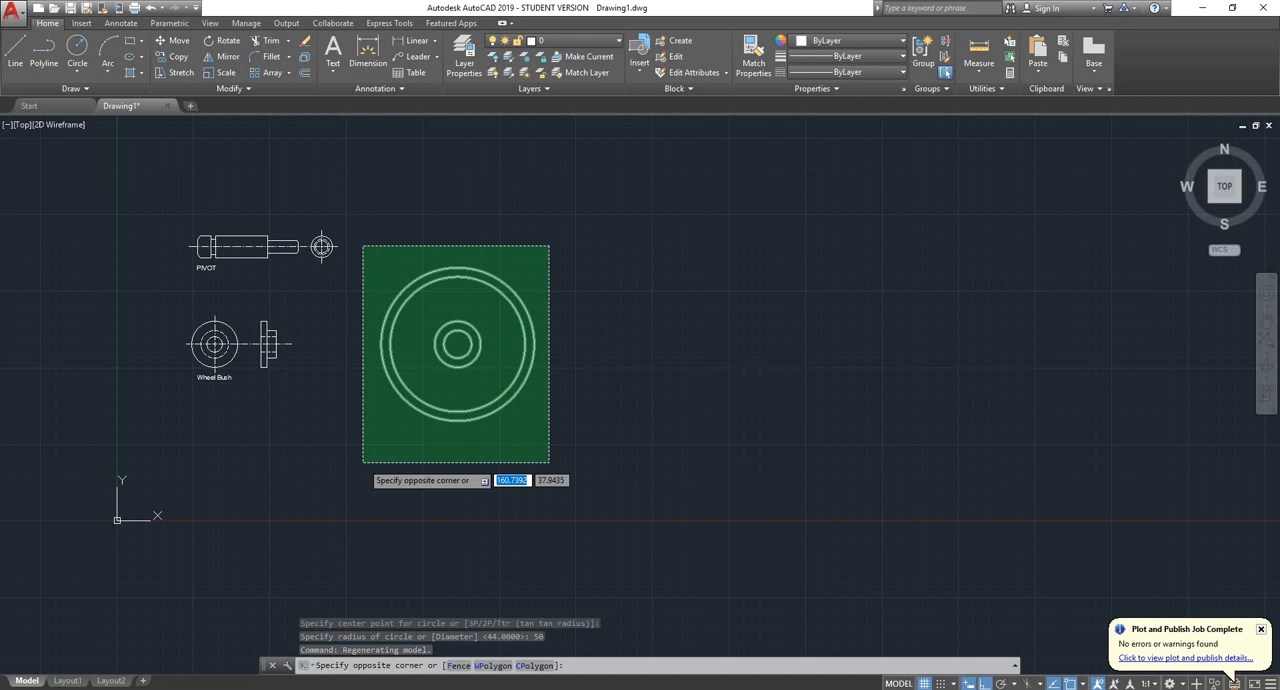 Autodesk AutoCAD 2019 - STUDENT VERSION Drawing1.dwg
Type a keyword or phrase
Sign In
Home Insert Annotate Parametric View Manage Output Collaborate Express Tools Featured Apps
Line Polyline Circle Arc
Move Rotate Trim
Copy Mirror Fillet
Stretch Scale Array
Text Dimension
Linear
Leader
Table
Layer Properties
0
Make Current
Match Layer
Insert
Create
Edit
Edit Attributes
Match Properties
ByLayer
ByLayer
ByLayer
Group
Measure
Paste
Base
Draw Modify Annotation Layers Block Properties Groups Utilities Clipboard View
Start Drawing1*
[−][Top][2D Wireframe]
N
W TOP E
S
WCS
PIVOT
Wheel Bush
Specify opposite corner or 160.7392 37.9435
Y
X
Specify center point for circle or [3P/2P/Ttr (tan tan radius)]:
Specify radius of circle or [Diameter] <44.0000>: 50
Command: Regenerating model.
Specify opposite corner or [Fence WPolygon CPolygon]:
Plot and Publish Job Complete
No errors or warnings found
Click to view plot and publish details...
Model Layout1 Layout2
MODEL 1:1